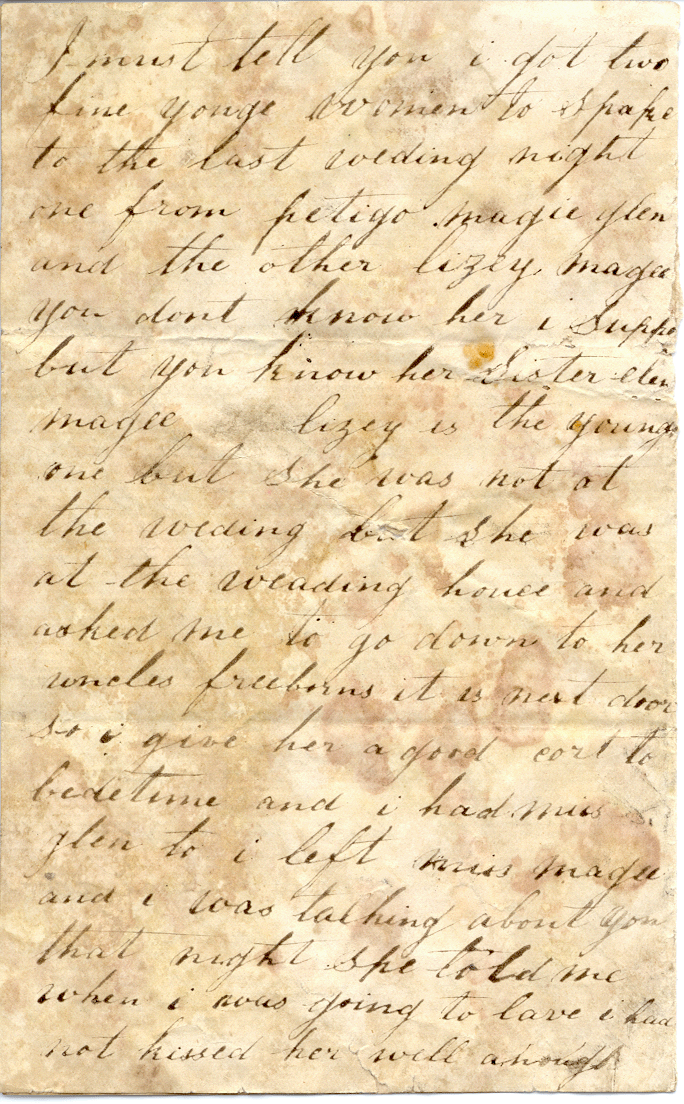 I must tell you i got two
fine yonge women to spake
to the last weding night
one from petigo magie glen
and the other lizey magee
you dont know her i suppo
but you know her Sister elen
magee lizey is the young
one but she was not at
the weding but she was
at the weading houce and
asked me to go down to her
uncles freeborns it is next door
so i give her a good cort to
bedetime and i had miss
glen to i left miss magee
and i was talking about you
that night she told me
when i was going to lave i had
not kissed her well anough